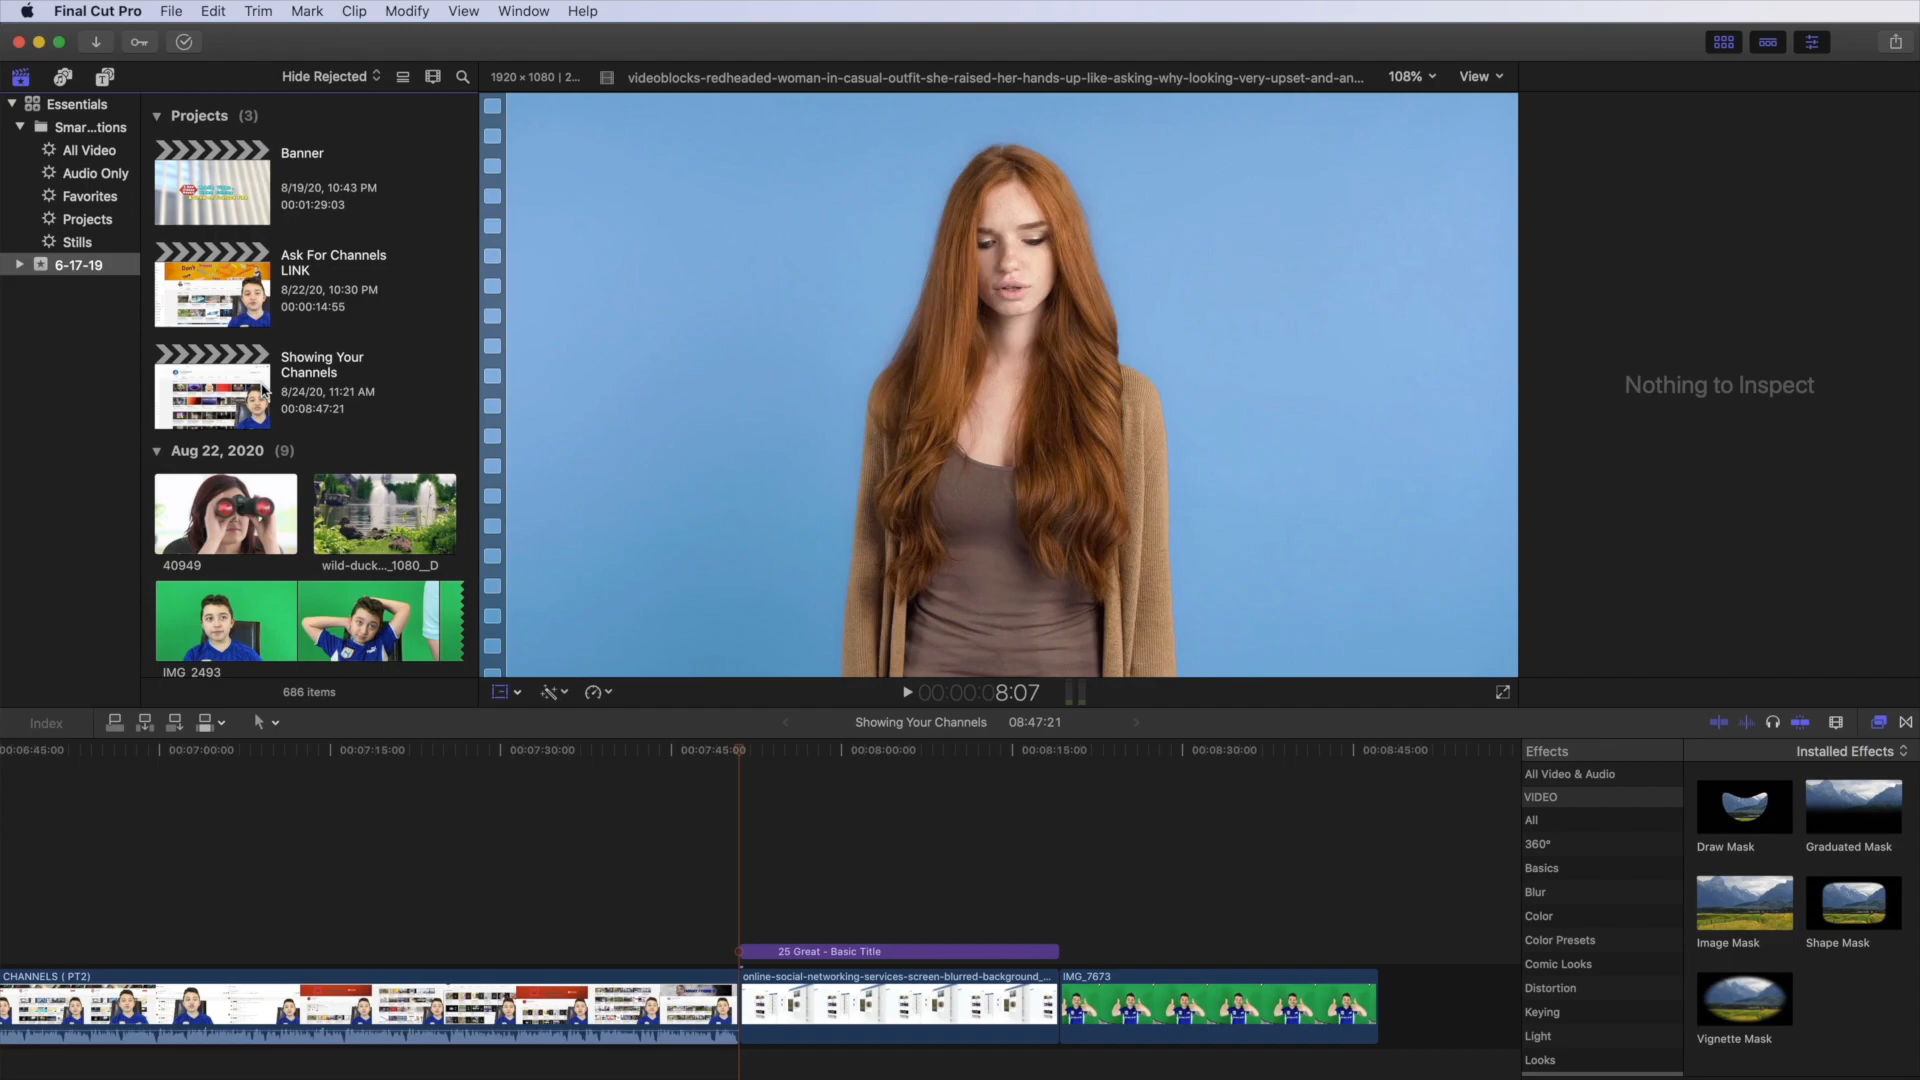 Final Cut Pro File Edit Trim Mark Clip Modify View Window Help
Hide Rejected
1920 × 1080 | 2...
videoblocks-redheaded-woman-in-casual-outfit-she-raised-her-hands-up-like-asking-why-looking-very-upset-and-an...
108%
View
Essentials
Smar...tions
All Video
Audio Only
Favorites
Projects
Stills
6-17-19
Projects (3)
Banner
8/19/20, 10:43 PM
00:01:29:03
Ask For Channels
LINK
8/22/20, 10:30 PM
00:00:14:55
Showing Your
Channels
8/24/20, 11:21 AM
00:08:47:21
Aug 22, 2020 (9)
40949
wild-duck..._1080__D
IMG_2493
686 items
Nothing to Inspect
00:00:08:07
Index
Showing Your Channels 08:47:21
00:06:45:00 00:07:00:00 00:07:15:00 00:07:30:00 00:07:45:00 00:08:00:00 00:08:15:00 00:08:30:00 00:08:45:00
25 Great - Basic Title
CHANNELS ( PT2)
online-social-networking-services-screen-blurred-background_...
IMG_7673
Effects
Installed Effects
All Video & Audio
VIDEO
All
360°
Basics
Blur
Color
Color Presets
Comic Looks
Distortion
Keying
Light
Looks
Draw Mask
Graduated Mask
Image Mask
Shape Mask
Vignette Mask